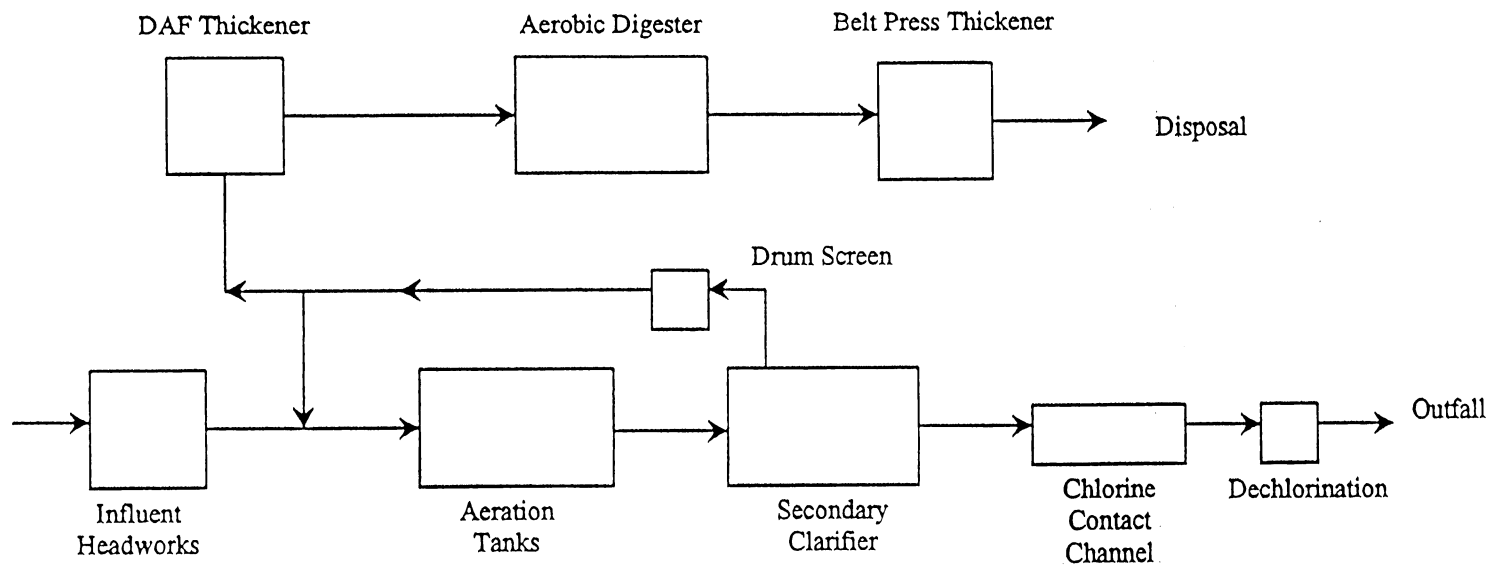 DAF Thickener
Aerobic Digester
Belt Press Thickener
Disposal
Drum Screen
Outfall
Influent
Headworks
Aeration
Tanks
Secondary
Clarifier
Chlorine
Contact
Channel
Dechlorination